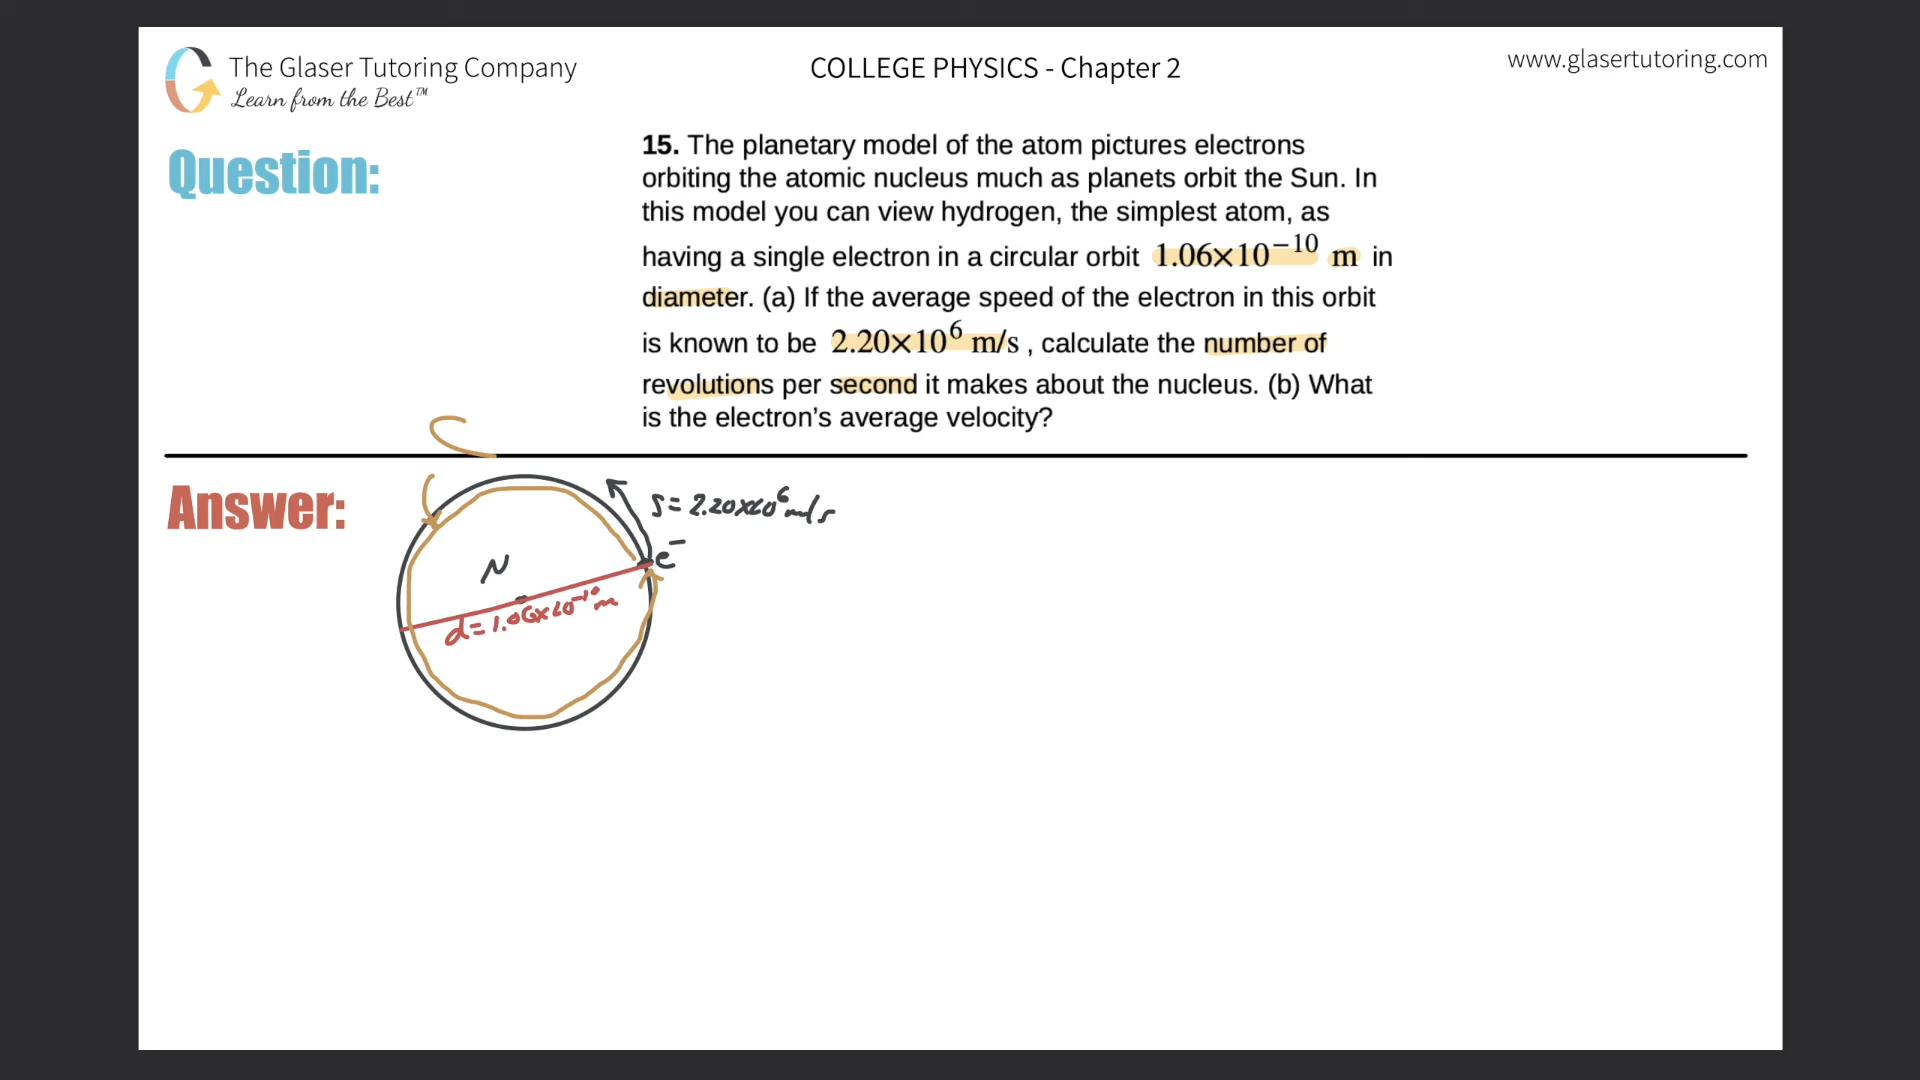 The Glaser Tutoring Company
Learn from the Best™
COLLEGE PHYSICS - Chapter 2
www.glasertutoring.com
Question:
15. The planetary model of the atom pictures electrons
orbiting the atomic nucleus much as planets orbit the Sun. In
this model you can view hydrogen, the simplest atom, as
having a single electron in a circular orbit 1.06×10⁻¹⁰ m in
diameter. (a) If the average speed of the electron in this orbit
is known to be 2.20×10⁶ m/s , calculate the number of
revolutions per second it makes about the nucleus. (b) What
is the electron’s average velocity?
Answer:
S = 2.20x10⁶ m/s
e⁻
N
d = 1.06x10⁻¹⁰ m